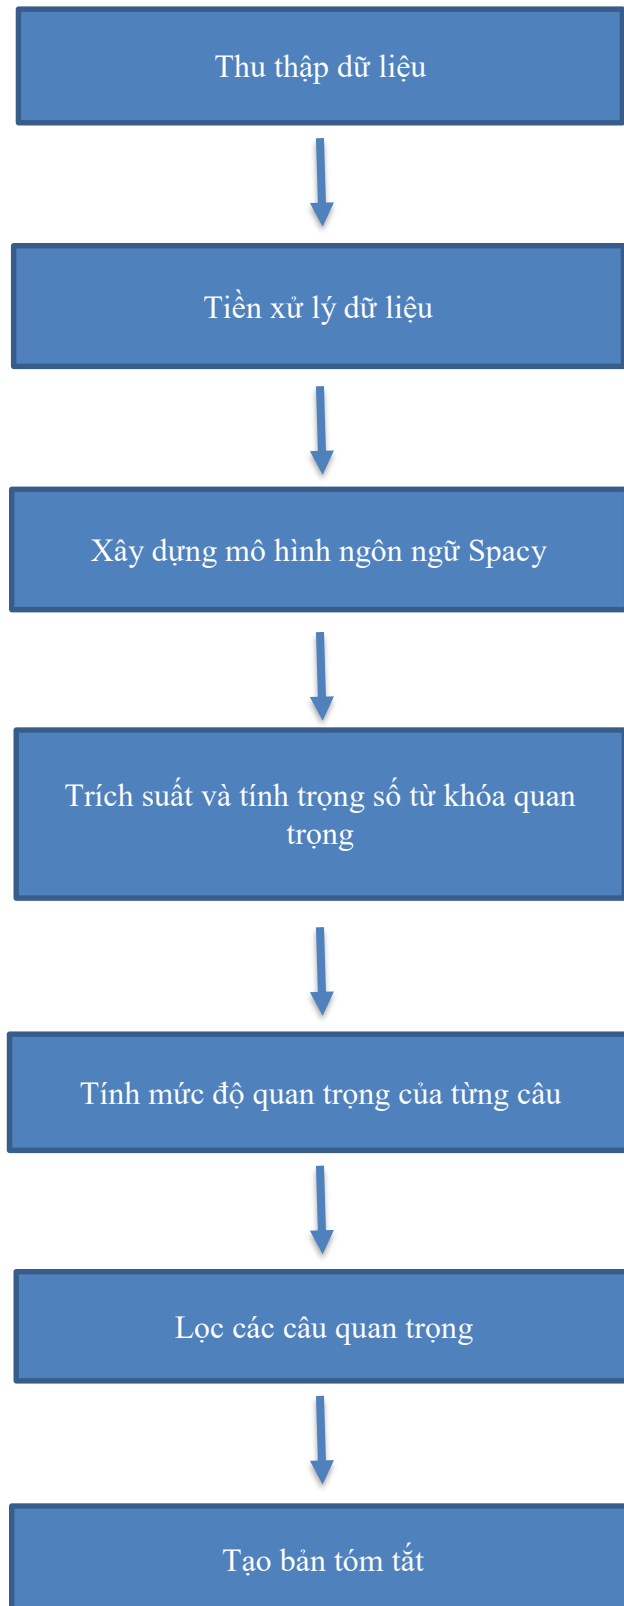 Thu thập dữ liệu
Tiền xử lý dữ liệu
Xây dựng mô hình ngôn ngữ Spacy
Trích suất và tính trọng số từ khóa quan
trọng
Tính mức độ quan trọng của từng câu
Lọc các câu quan trọng
Tạo bản tóm tắt